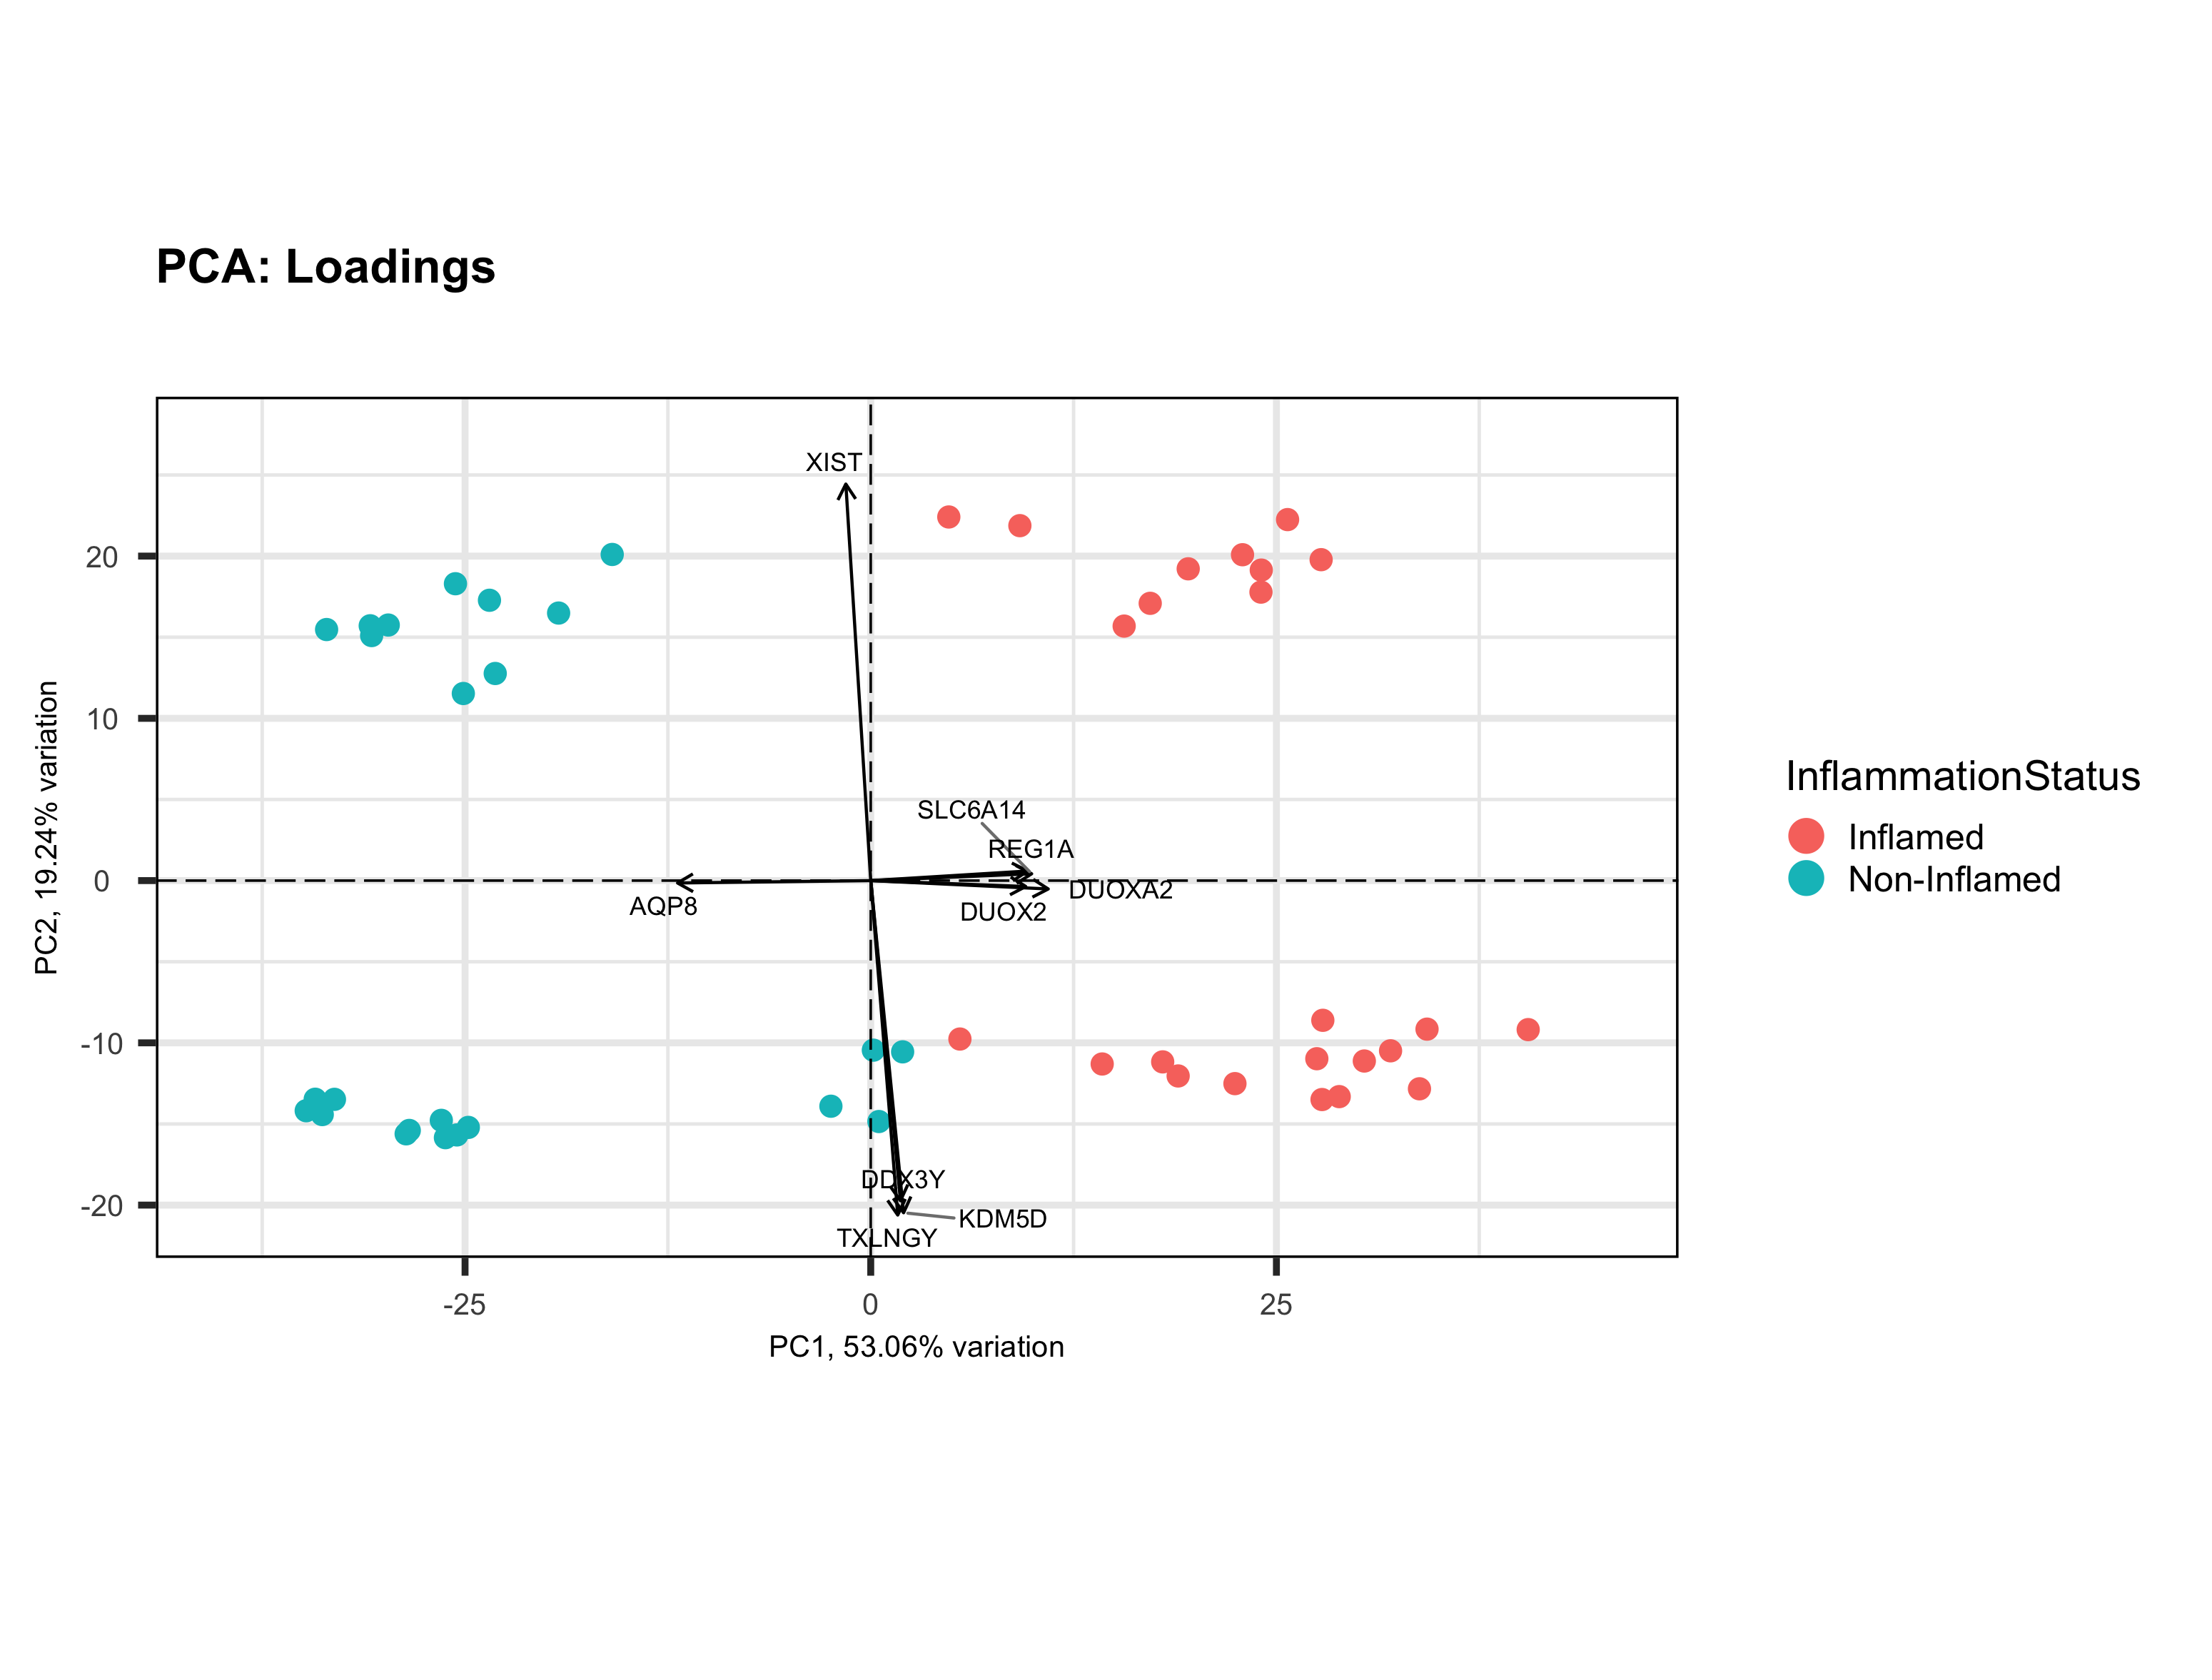 PCA: Loadings
XIST
20
10
PC2, 19.24% variation
SLC6A14
REG1A
0
DUOXA2
AQP8
DUOX2
InflammationStatus
Inflamed
Non-Inflamed
-10
DDX3Y
-20
KDM5D
TXLNGY
-25
0
25
PC1, 53.06% variation